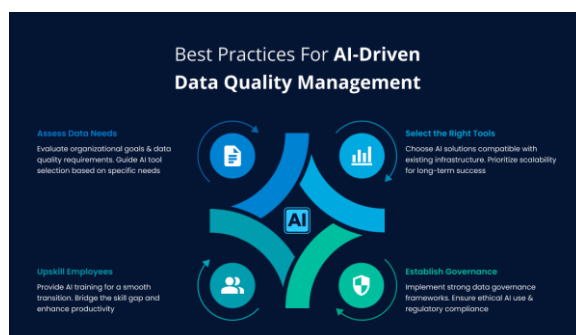 Best Practices For AI-Driven
Data Quality Management
Assess Data Needs
Evaluate organizational goals & data
quality requirements. Guide AI tool
selection based on specific needs
Select the Right Tools
Choose AI solutions compatible with
existing infrastructure. Prioritize scalability
for long-term success
AI
Upskill Employees
Provide AI training for a smooth
transition. Bridge the skill gap and
enhance productivity
Establish Governance
Implement strong data governance
frameworks. Ensure ethical AI use &
regulatory compliance